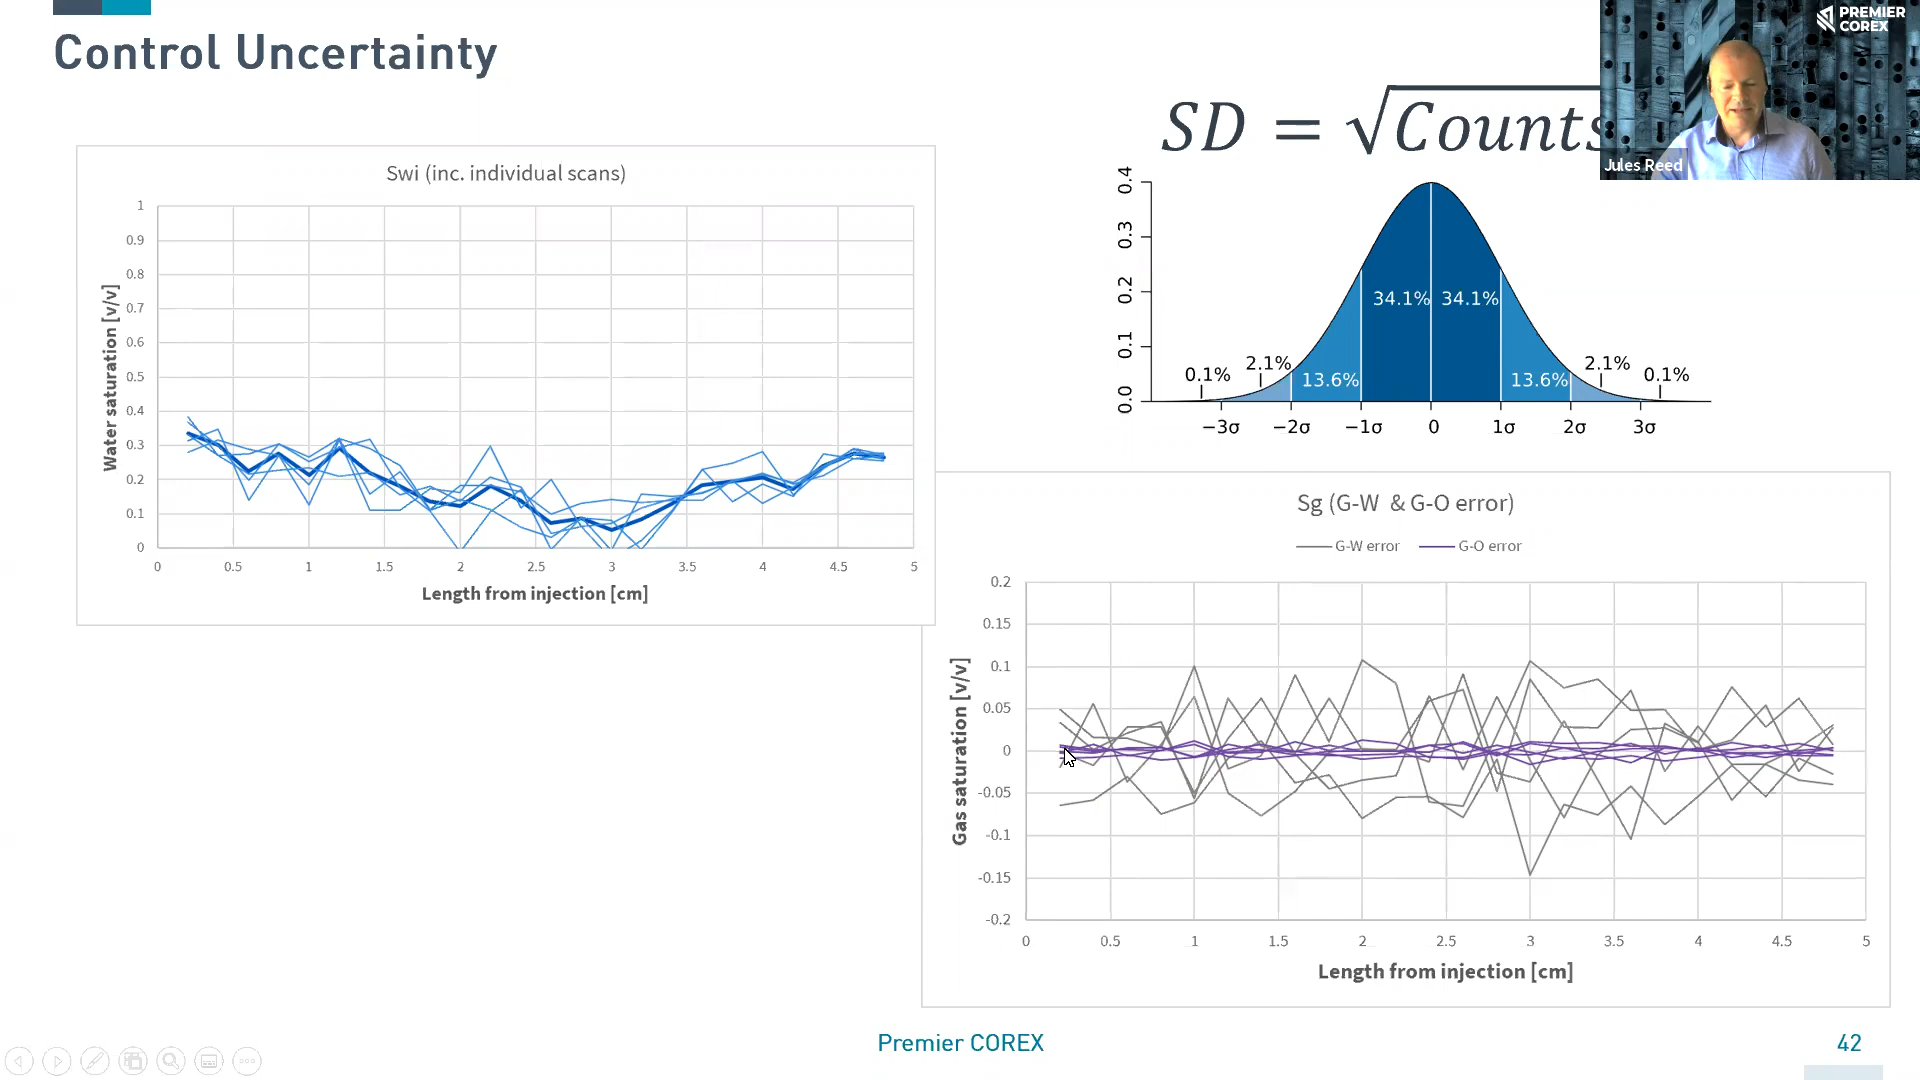 Control Uncertainty
PREMIER
COREX
Jules Reed
SD = √Counts
Swi (inc. individual scans)
Water saturation [v/v]
1
0.9
0.8
0.7
0.6
0.5
0.4
0.3
0.2
0.1
0
0 0.5 1 1.5 2 2.5 3 3.5 4 4.5 5
Length from injection [cm]
0.4
0.3
0.2
0.1
0.0
34.1% 34.1%
0.1% 2.1% 13.6% 13.6% 2.1% 0.1%
−3σ −2σ −1σ 0 1σ 2σ 3σ
Sg (G-W & G-O error)
G-W error G-O error
Gas saturation [v/v]
0.2
0.15
0.1
0.05
0
-0.05
-0.1
-0.15
-0.2
0 0.5 1 1.5 2 2.5 3 3.5 4 4.5 5
Length from injection [cm]
Premier COREX
42